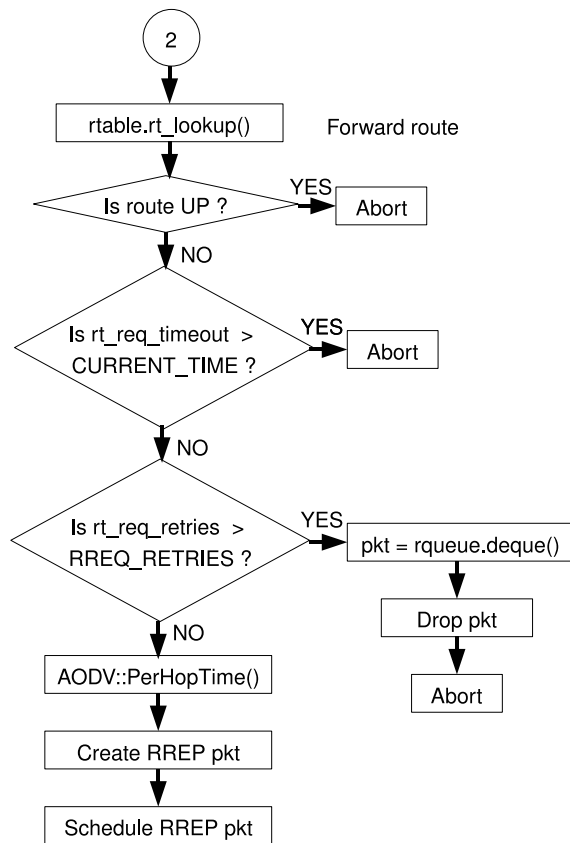 2
rtable.rt_lookup()
Forward route
Is route UP ?
YES
Abort
NO
Is rt_req_timeout >
CURRENT_TIME ?
YES
Abort
NO
Is rt_req_retries >
RREQ_RETRIES ?
YES
pkt = rqueue.deque()
Drop pkt
Abort
NO
AODV::PerHopTime()
Create RREP pkt
Schedule RREP pkt